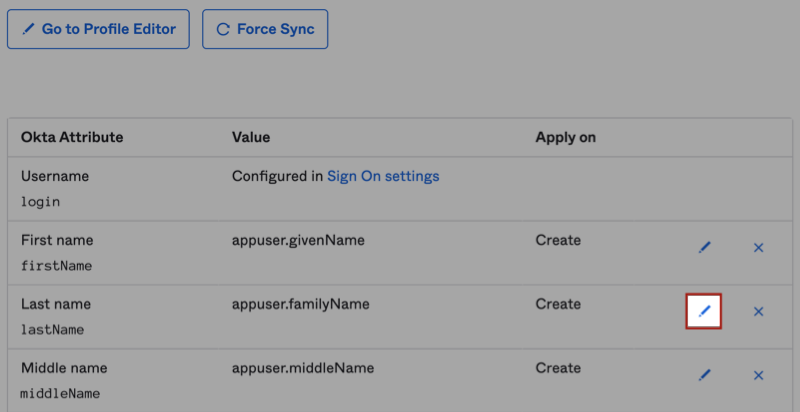 Go to Profile Editor Force Sync
Okta Attribute Value Apply on
Username Configured in Sign On settings
login
First name appuser.givenName Create
firstName
Last name appuser.familyName Create
lastName
Middle name appuser.middleName Create
middleName